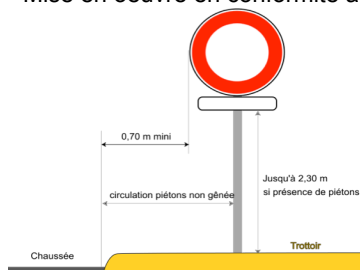 Mise en oeuvre en conformité a
0,70 m mini
Jusqu'à 2,30 m
si présence de piétons
circulation piétons non gênée
Trottoir
Chaussée